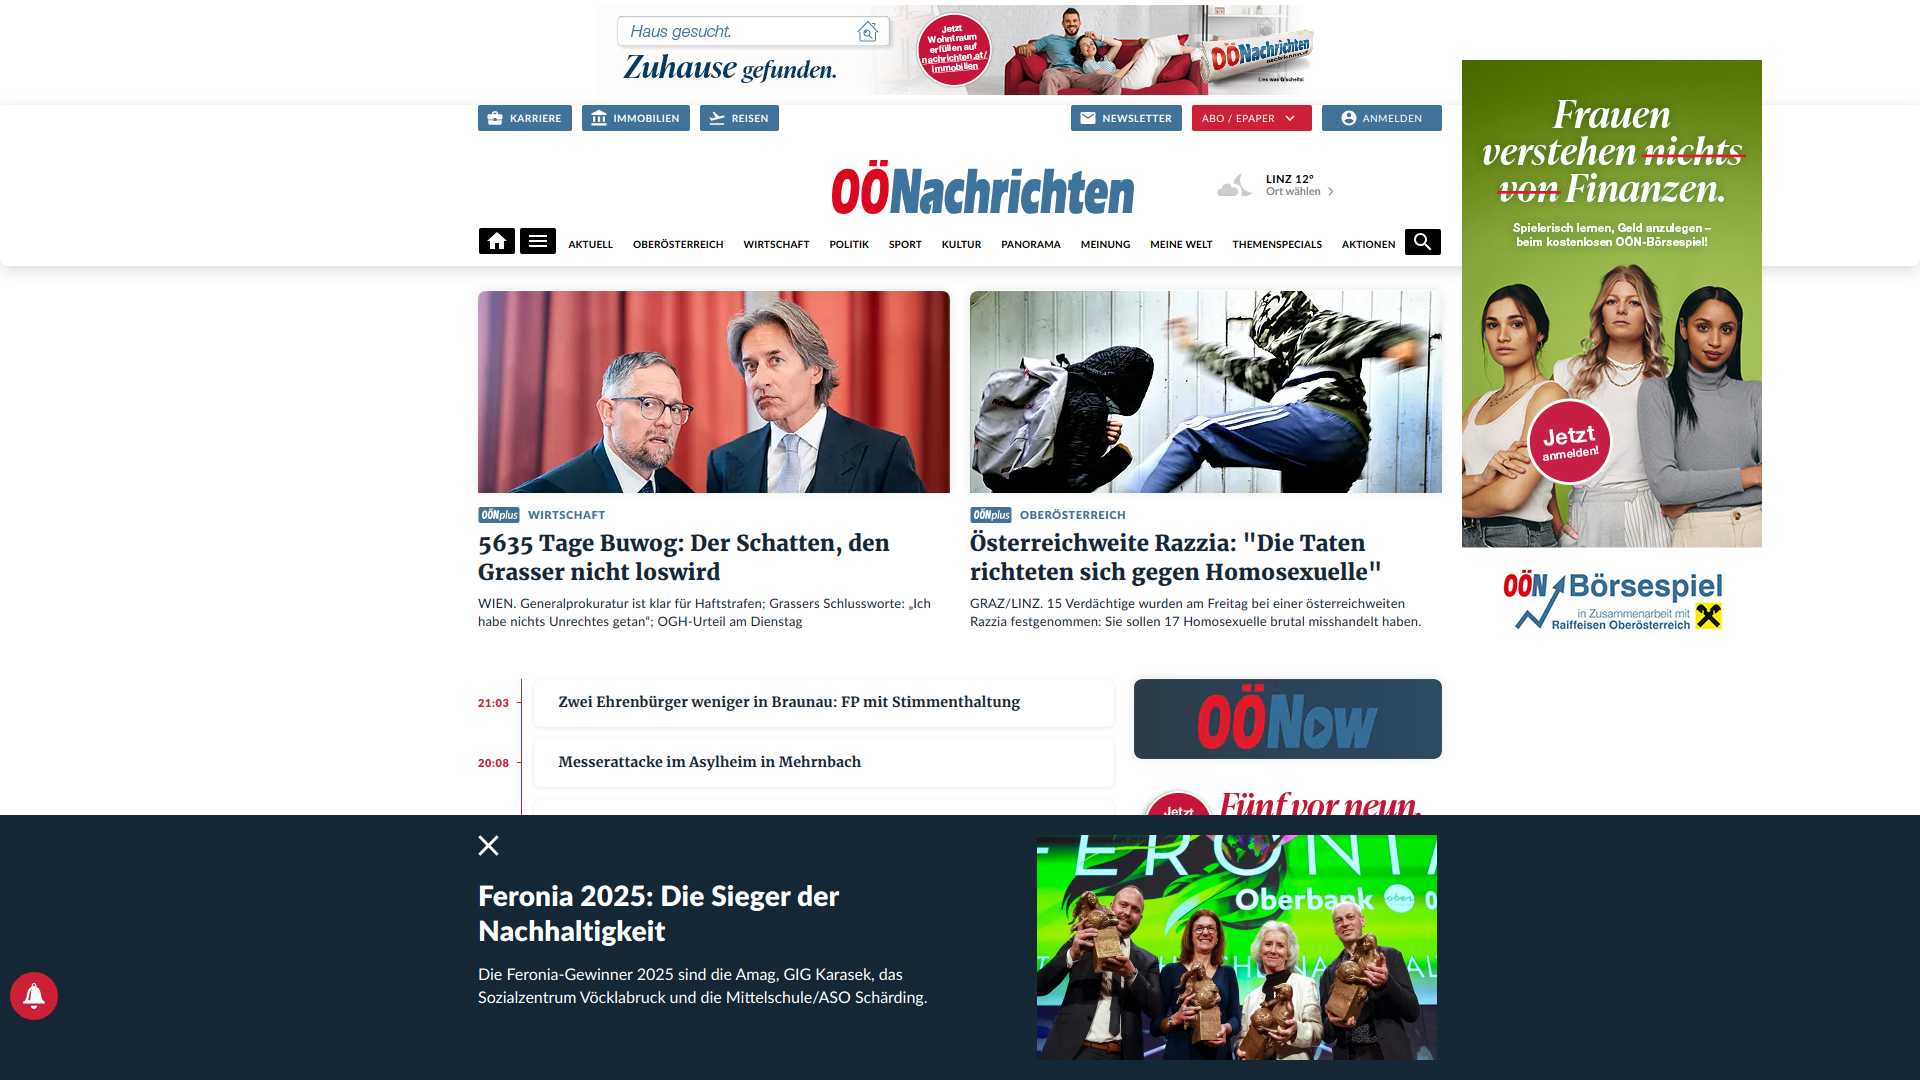 Haus gesucht.
Zuhause gefunden.
Jetzt
Wohntraum
erfüllen auf
nachrichten.at/
immobilien
OÖNachrichten
Lies was G'scheits!
KARRIERE
IMMOBILIEN
REISEN
NEWSLETTER
ABO / EPAPER
ANMELDEN
OÖNachrichten
LINZ 12°
Ort wählen
AKTUELL
OBERÖSTERREICH
WIRTSCHAFT
POLITIK
SPORT
KULTUR
PANORAMA
MEINUNG
MEINE WELT
THEMENSPECIALS
AKTIONEN
Frauen
verstehen nichts
von Finanzen.
Spielerisch lernen, Geld anzulegen –
beim kostenlosen OÖN-Börsespiel!
Jetzt
anmelden!
OÖN Börsespiel
in Zusammenarbeit mit
Raiffeisen Oberösterreich
OÖNplus WIRTSCHAFT
5635 Tage Buwog: Der Schatten, den
Grasser nicht loswird
WIEN. Generalprokuratur ist klar für Haftstrafen; Grassers Schlussworte: „Ich
habe nichts Unrechtes getan“; OGH-Urteil am Dienstag
OÖNplus OBERÖSTERREICH
Österreichweite Razzia: "Die Taten
richteten sich gegen Homosexuelle"
GRAZ/LINZ. 15 Verdächtige wurden am Freitag bei einer österreichweiten
Razzia festgenommen: Sie sollen 17 Homosexuelle brutal misshandelt haben.
21:03 Zwei Ehrenbürger weniger in Braunau: FP mit Stimmenthaltung
20:08 Messerattacke im Asylheim in Mehrnbach
OÖNow
Jetzt
Fünf vor neun.
Feronia 2025: Die Sieger der
Nachhaltigkeit
Die Feronia-Gewinner 2025 sind die Amag, GIG Karasek, das
Sozialzentrum Vöcklabruck und die Mittelschule/ASO Schärding.
FERONIA
Oberbank